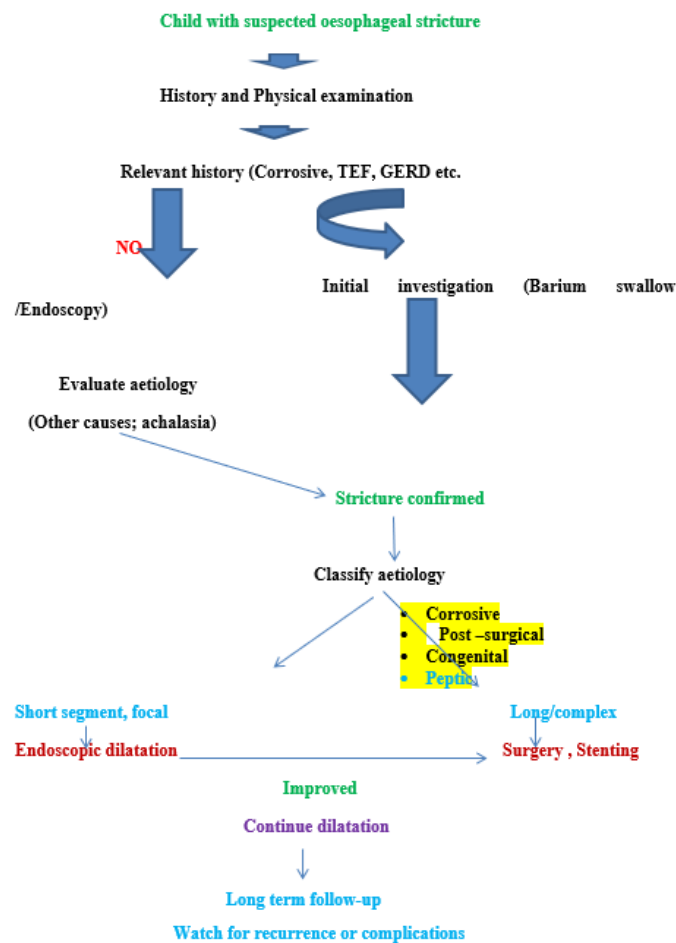 Child with suspected oesophageal stricture
History and Physical examination
Relevant history (Corrosive, TEF, GERD etc.
NO
Initial investigation (Barium swallow
/Endoscopy)
Evaluate aetiology
(Other causes; achalasia)
Stricture confirmed
Classify aetiology
• Corrosive
• Post –surgical
• Congenital
• Peptic
Short segment, focal
Long/complex
Endoscopic dilatation
Surgery , Stenting
Improved
Continue dilatation
Long term follow-up
Watch for recurrence or complications